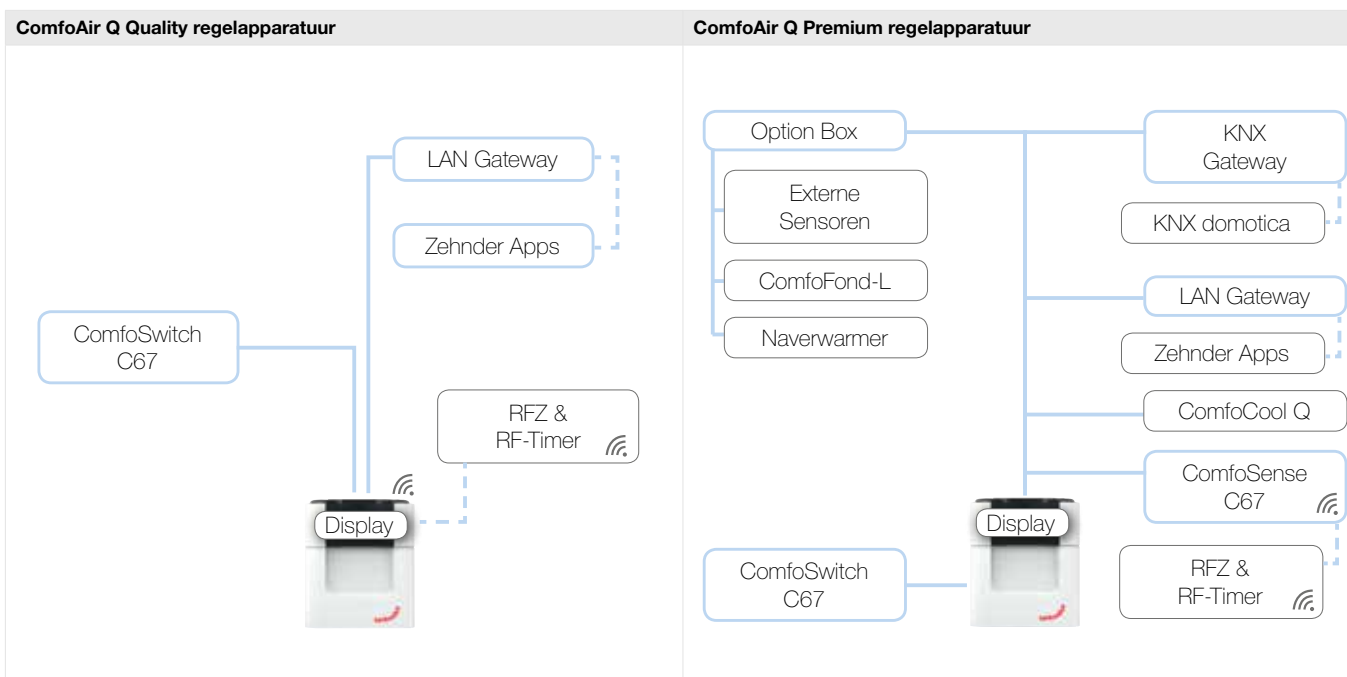 ComfoAir Q Quality regelapparatuur
LAN Gateway
Zehnder Apps
ComfoSwitch
C67
RFZ &
RF-Timer
Display
ComfoAir Q Premium regelapparatuur
Option Box
Externe
Sensoren
ComfoFond-L
Naverwarmer
KNX
Gateway
KNX domotica
LAN Gateway
Zehnder Apps
ComfoCool Q
ComfoSense
C67
Display
ComfoSwitch
C67
RFZ &
RF-Timer